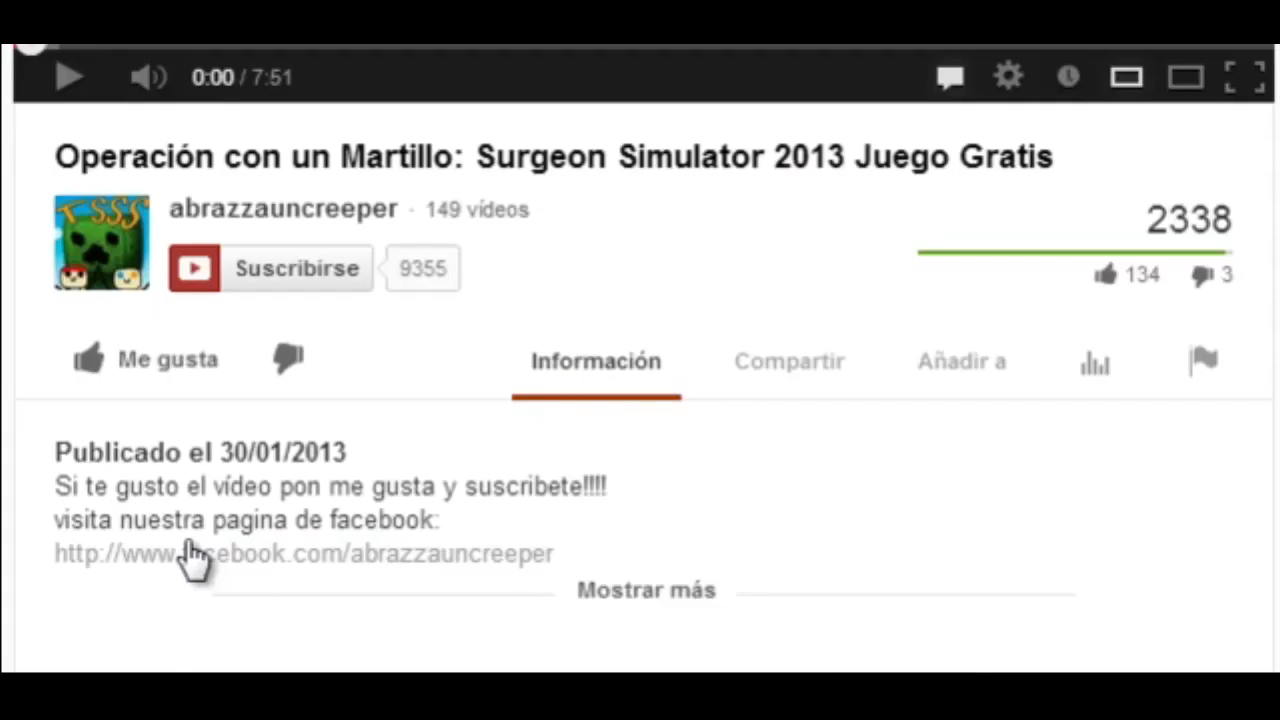 0:00 / 7:51
Operación con un Martillo: Surgeon Simulator 2013 Juego Gratis
TSSS
abrazzauncreeper · 149 vídeos
2338
Suscribirse 9355
134 3
Me gusta
Información Compartir Añadir a
Publicado el 30/01/2013
Si te gusto el vídeo pon me gusta y suscribete!!!!
visita nuestra pagina de facebook:
http://www.facebook.com/abrazzauncreeper
Mostrar más